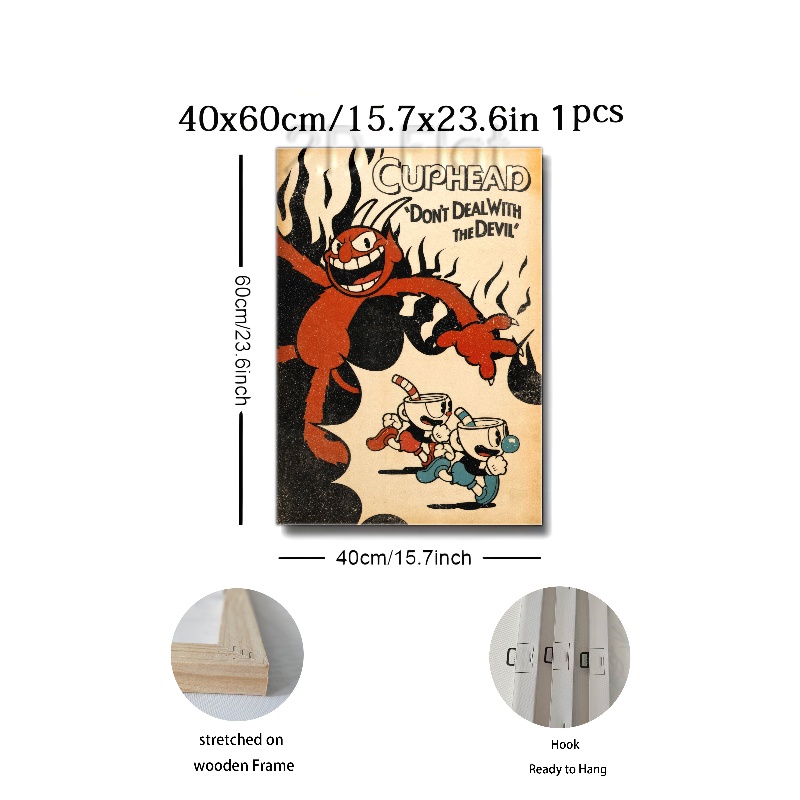 40x60cm/15.7x23.6in 1pcs
CUPHEAD
"DON'T DEAL WITH
THE DEVIL"
60cm/23.6inch
40cm/15.7inch
stretched on
wooden Frame
Hook
Ready to Hang